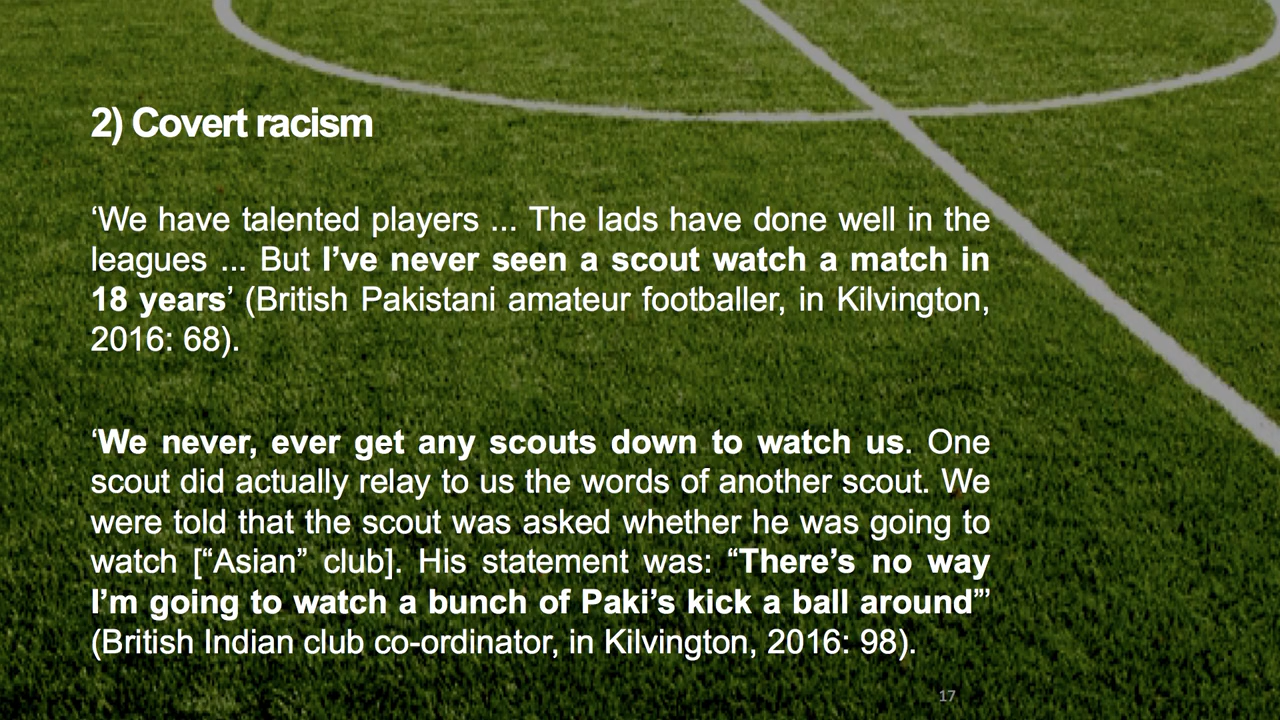 2) Covert racism
‘We have talented players ... The lads have done well in the
leagues ... But I’ve never seen a scout watch a match in
18 years’ (British Pakistani amateur footballer, in Kilvington,
2016: 68).
‘We never, ever get any scouts down to watch us. One
scout did actually relay to us the words of another scout. We
were told that the scout was asked whether he was going to
watch [“Asian” club]. His statement was: “There’s no way
I’m going to watch a bunch of Paki’s kick a ball around”’
(British Indian club co-ordinator, in Kilvington, 2016: 98).
17